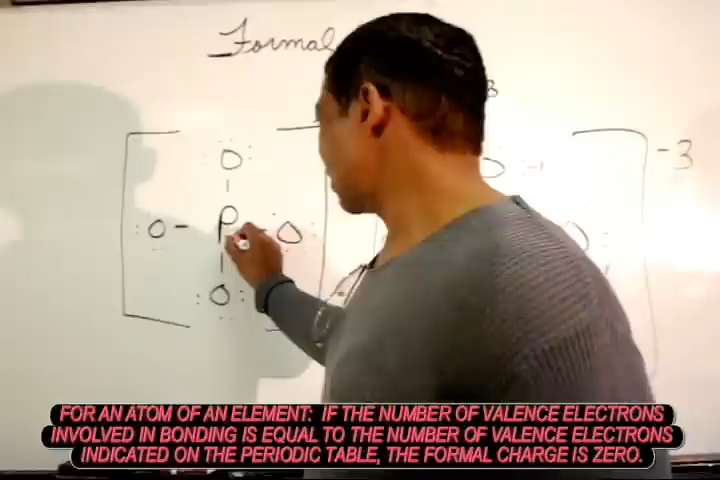 Formal
O
-3
P
O - O
O -1
O
FOR AN ATOM OF AN ELEMENT: IF THE NUMBER OF VALENCE ELECTRONS
INVOLVED IN BONDING IS EQUAL TO THE NUMBER OF VALENCE ELECTRONS
INDICATED ON THE PERIODIC TABLE, THE FORMAL CHARGE IS ZERO.